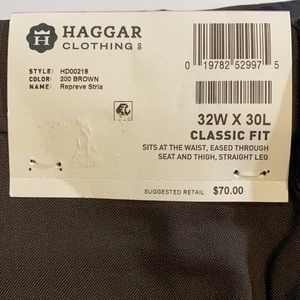 HAGGAR
CLOTHING CO
STYLE: HD00218
COLOR: 200 BROWN
NAME: Repreve Stria
0 19782 52997 5
32W X 30L
CLASSIC FIT
SITS AT THE WAIST, EASED THROUGH
SEAT AND THIGH, STRAIGHT LEG
SUGGESTED RETAIL $70.00